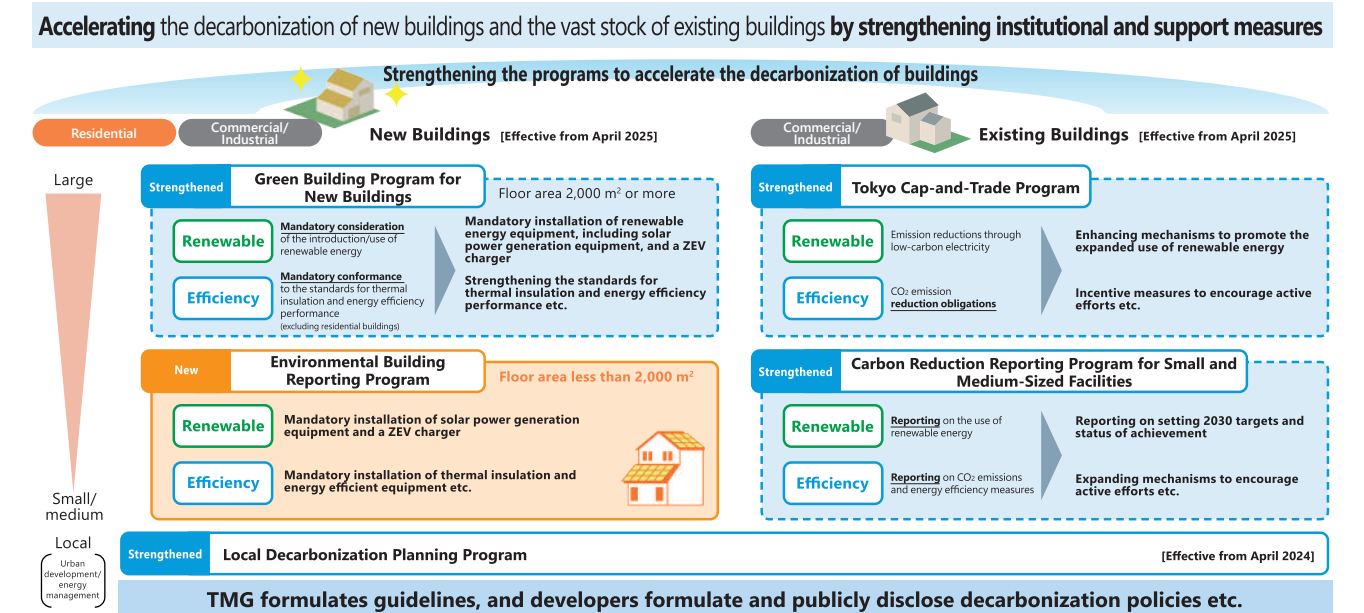 Accelerating the decarbonization of new buildings and the vast stock of existing buildings by strengthening institutional and support measures
Strengthening the programs to accelerate the decarbonization of buildings
Residential
Commercial/
Industrial
New Buildings [Effective from April 2025]
Commercial/
Industrial
Existing Buildings [Effective from April 2025]
Large
Small/
medium
Strengthened
Green Building Program for
New Buildings
Floor area 2,000 m² or more
Renewable
Mandatory consideration
of the introduction/use of
renewable energy
Mandatory installation of renewable
energy equipment, including solar
power generation equipment, and a ZEV
charger
Efficiency
Mandatory conformance
to the standards for thermal
insulation and energy efficiency
performance
(excluding residential buildings)
Strengthening the standards for
thermal insulation and energy efficiency
performance etc.
Strengthened
Tokyo Cap-and-Trade Program
Renewable
Emission reductions through
low-carbon electricity
Enhancing mechanisms to promote the
expanded use of renewable energy
Efficiency
CO₂ emission
reduction obligations
Incentive measures to encourage active
efforts etc.
New
Environmental Building
Reporting Program
Floor area less than 2,000 m²
Renewable
Mandatory installation of solar power generation
equipment and a ZEV charger
Efficiency
Mandatory installation of thermal insulation and
energy efficient equipment etc.
Strengthened
Carbon Reduction Reporting Program for Small and
Medium-Sized Facilities
Renewable
Reporting on the use of
renewable energy
Reporting on setting 2030 targets and
status of achievement
Efficiency
Reporting on CO₂ emissions
and energy efficiency measures
Expanding mechanisms to encourage
active efforts etc.
Local
Urban
development/
energy
management
Strengthened
Local Decarbonization Planning Program
[Effective from April 2024]
TMG formulates guidelines, and developers formulate and publicly disclose decarbonization policies etc.